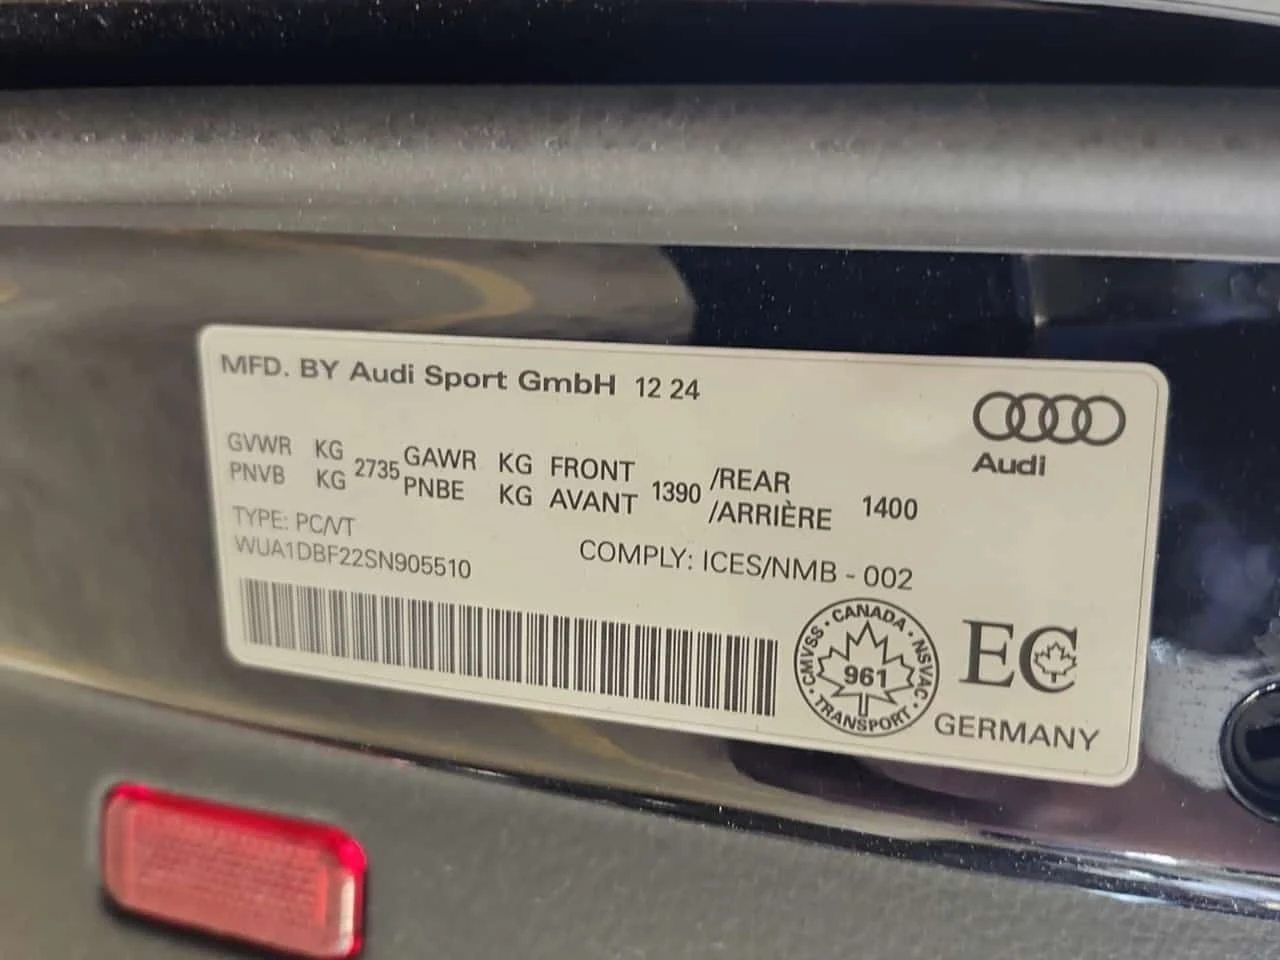 MFD. BY Audi Sport GmbH 12 24
Audi
GVWR KG 2735 GAWR KG FRONT 1390 /REAR 1400
PNVB KG PNBE KG AVANT /ARRIÈRE
TYPE: PC/VT
WUA1DBF22SN905510
COMPLY: ICES/NMB - 002
CMVSS · CANADA · NSVAC · TRANSPORT ·
961
EC
GERMANY